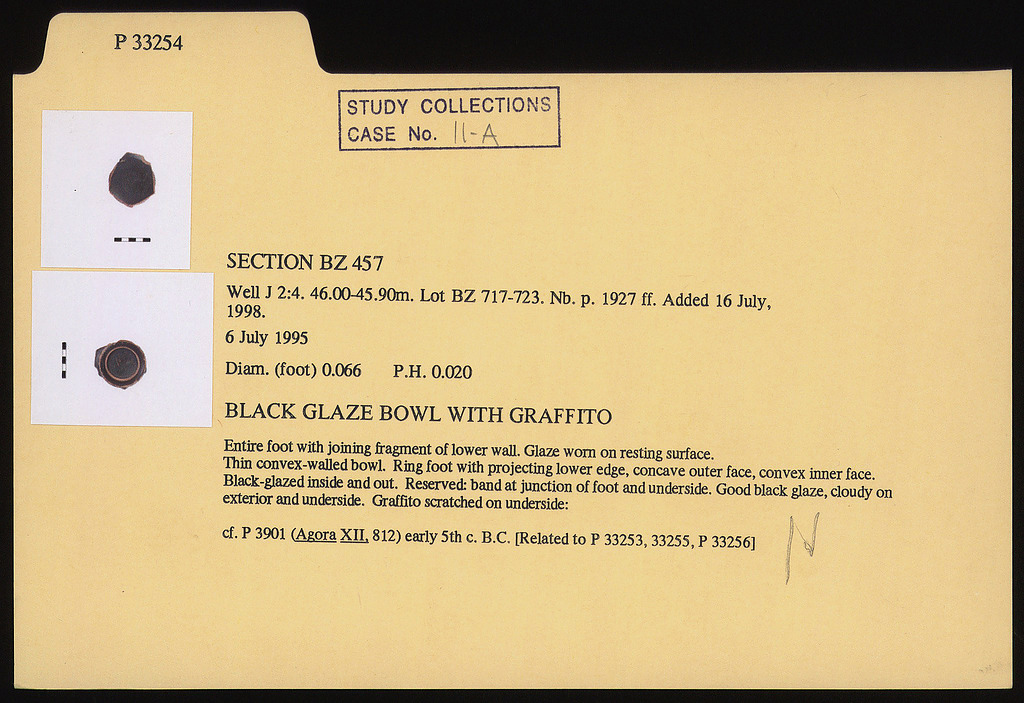 P 33254
STUDY COLLECTIONS
CASE No. 11-A
SECTION BZ 457
Well J 2:4. 46.00-45.90m. Lot BZ 717-723. Nb. p. 1927 ff. Added 16 July,
1998.
6 July 1995
Diam. (foot) 0.066 P.H. 0.020
BLACK GLAZE BOWL WITH GRAFFITO
Entire foot with joining fragment of lower wall. Glaze worn on resting surface.
Thin convex-walled bowl. Ring foot with projecting lower edge, concave outer face, convex inner face.
Black-glazed inside and out. Reserved: band at junction of foot and underside. Good black glaze, cloudy on
exterior and underside. Graffito scratched on underside:
cf. P 3901 (Agora XII, 812) early 5th c. B.C. [Related to P 33253, 33255, P 33256]